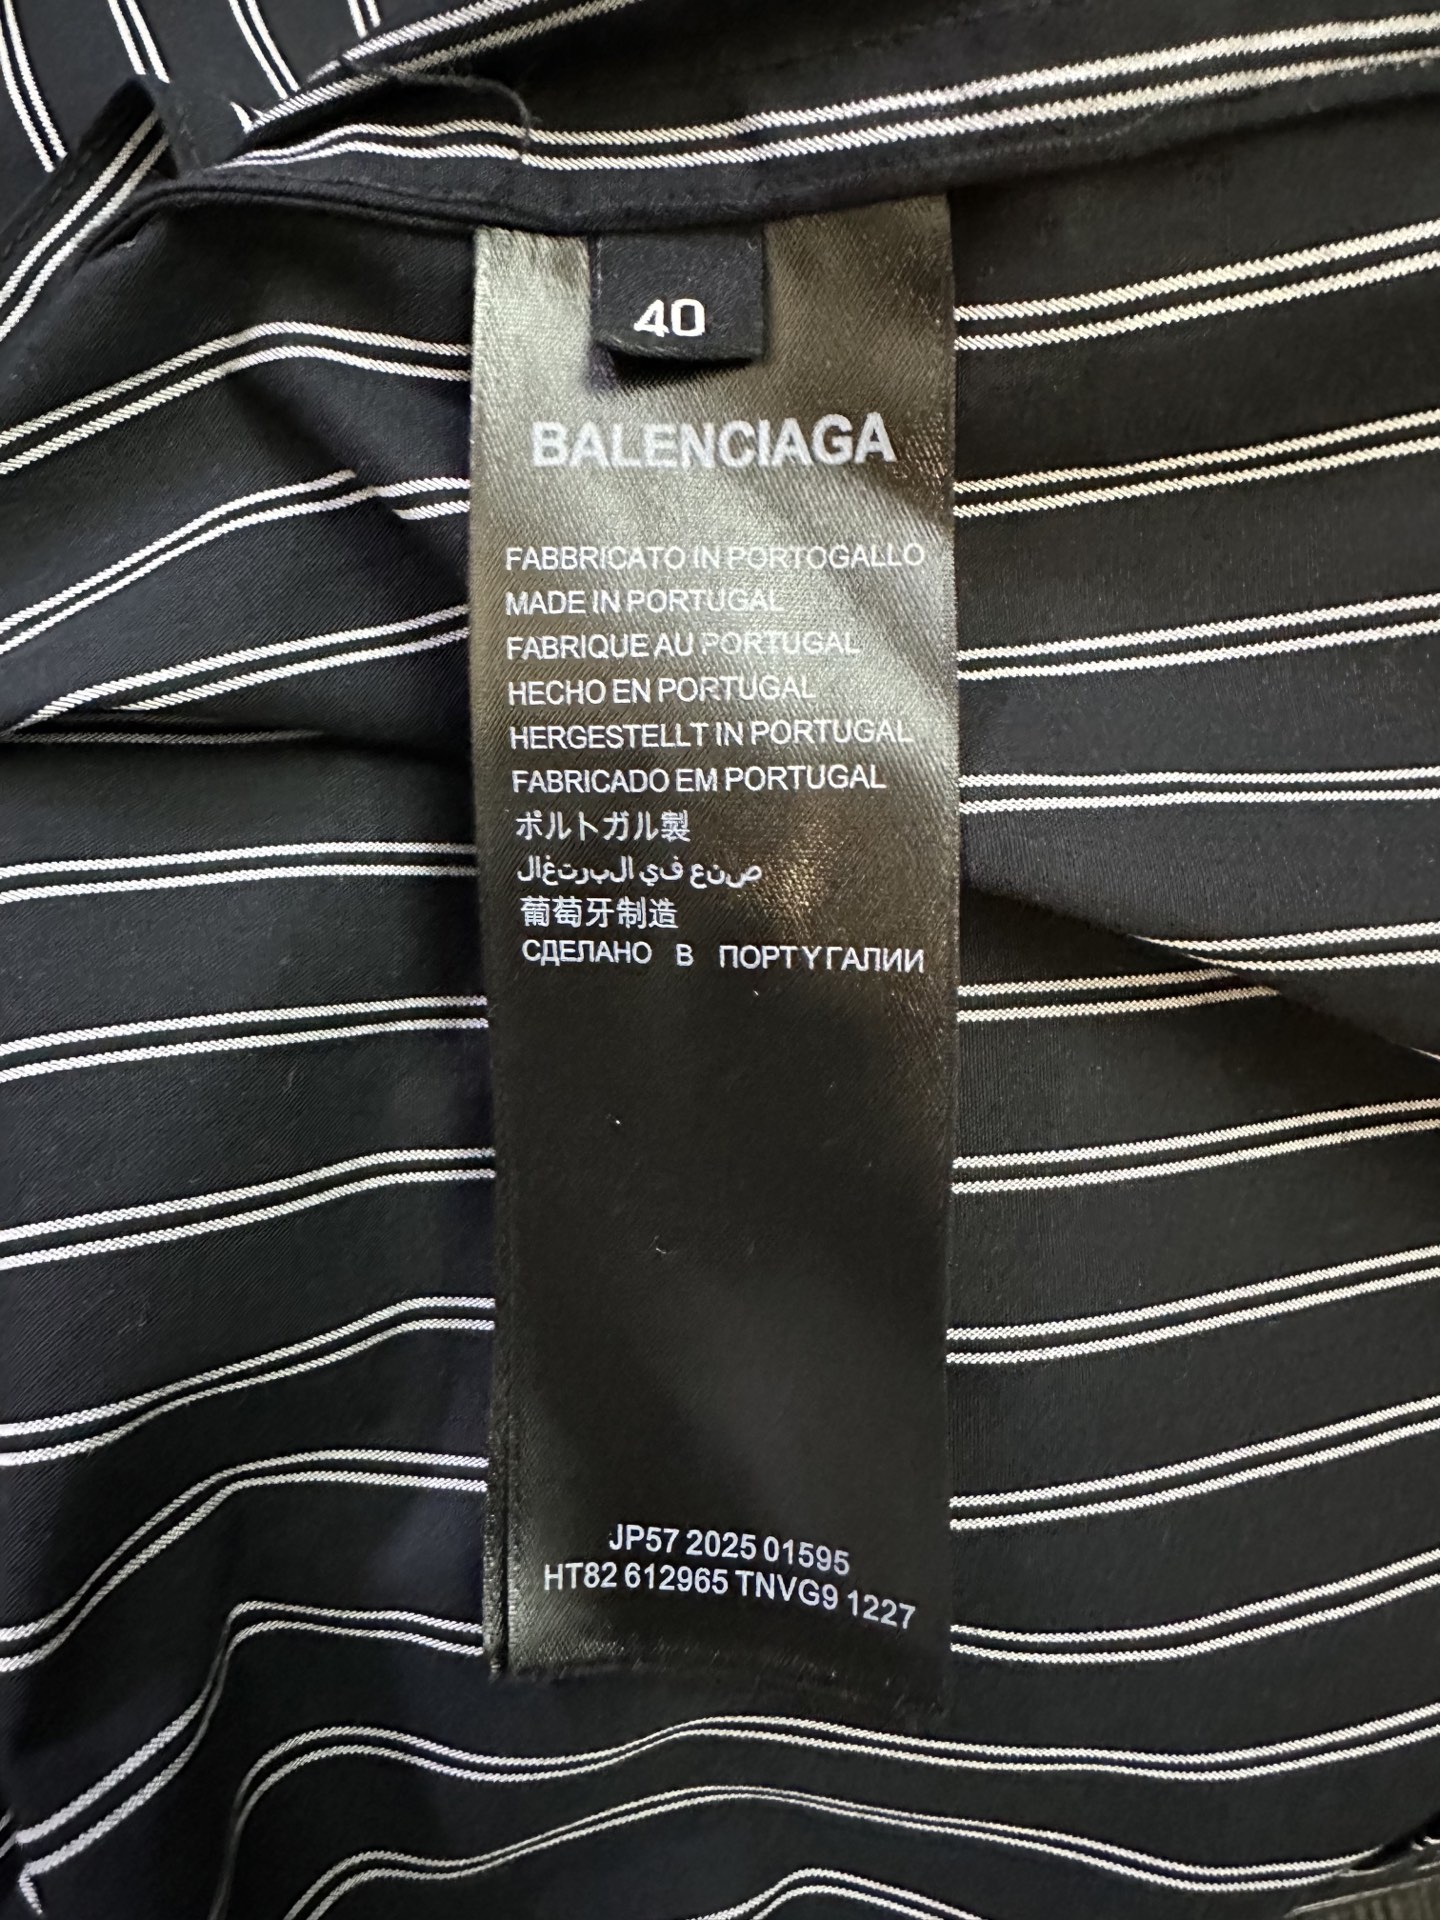 40
BALENCIAGA
FABBRICATO IN PORTOGALLO
MADE IN PORTUGAL
FABRIQUE AU PORTUGAL
HECHO EN PORTUGAL
HERGESTELLT IN PORTUGAL
FABRICADO EM PORTUGAL
ポルトガル製
صنع في البرتغال
葡萄牙制造
СДЕЛАНО В ПОРТУГАЛИИ
JP57 2025 01595
HT82 612965 TNVG9 1227